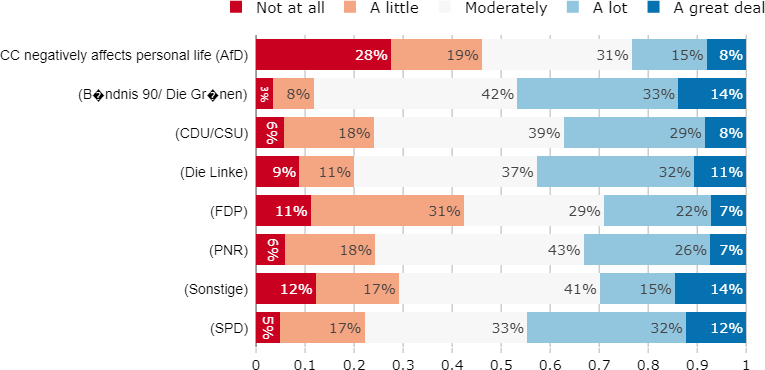 Not at all A little Moderately A lot A great deal
CC negatively affects personal life (AfD) 28% 19% 31% 15% 8%
(B�ndnis 90/ Die Gr�nen) 3% 8% 42% 33% 14%
(CDU/CSU) 6% 18% 39% 29% 8%
(Die Linke) 9% 11% 37% 32% 11%
(FDP) 11% 31% 29% 22% 7%
(PNR) 6% 18% 43% 26% 7%
(Sonstige) 12% 17% 41% 15% 14%
(SPD) 5% 17% 33% 32% 12%
0 0.1 0.2 0.3 0.4 0.5 0.6 0.7 0.8 0.9 1